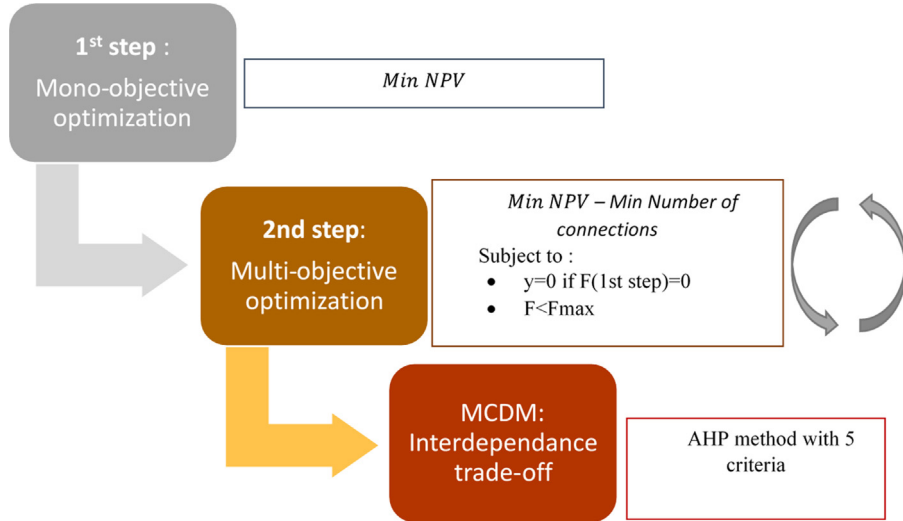 1st step :
Mono-objective
optimization
Min NPV
2nd step:
Multi-objective
optimization
Min NPV – Min Number of
connections
Subject to :
• y=0 if F(1st step)=0
• F<Fmax
MCDM:
Interdependance
trade-off
AHP method with 5
criteria